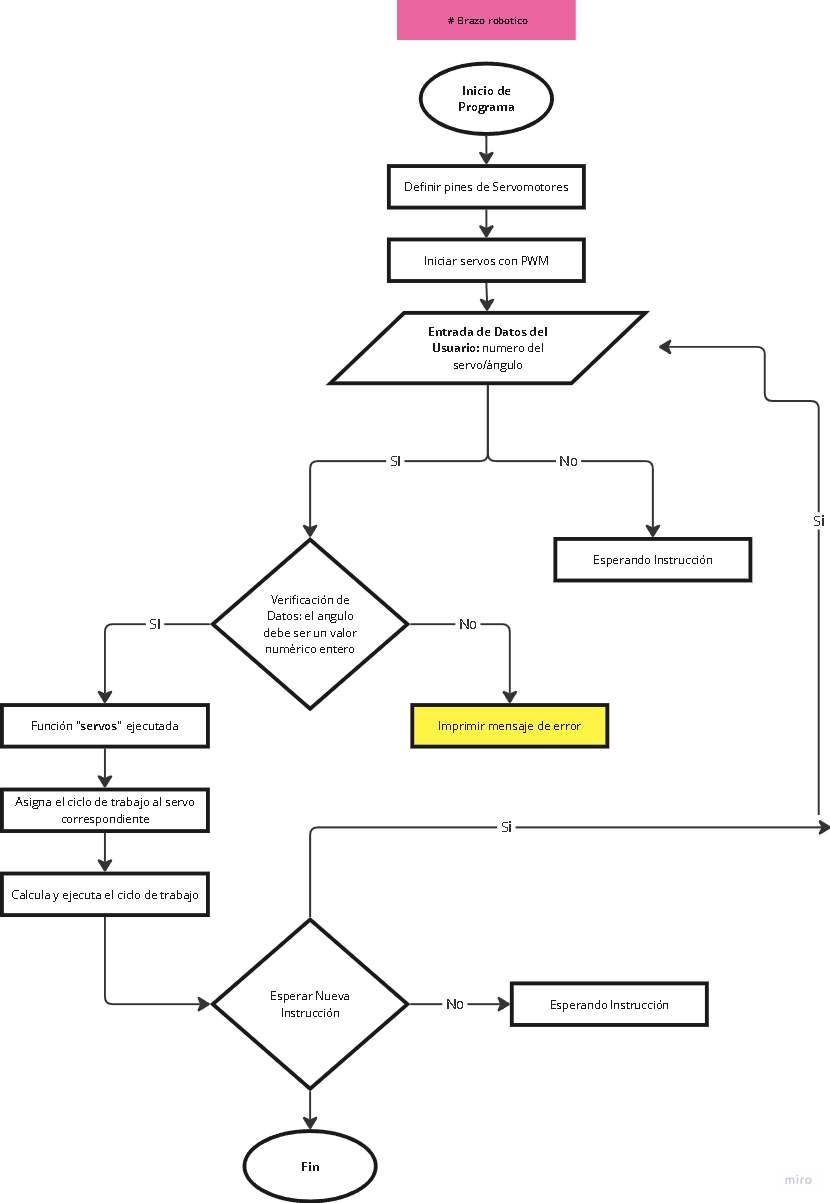 # Brazo robotico
Inicio de
Programa
Definir pines de Servomotores
Iniciar servos con PWM
Entrada de Datos del
Usuario: numero del
servo/ángulo
SI
No
Si
Esperando Instrucción
Verificación de
Datos: el angulo
debe ser un valor
numérico entero
SI
No
Función "servos" ejecutada
Imprimir mensaje de error
Asigna el ciclo de trabajo al servo
correspondiente
Si
Calcula y ejecuta el ciclo de trabajo
Esperar Nueva
Instrucción
No
Esperando Instrucción
Fin
miro